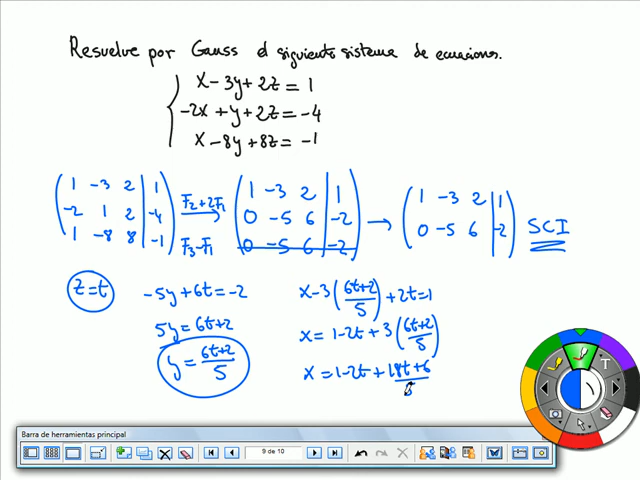 Resuelve por Gauss el siguiente sistema de ecuaciones.
x - 3y + 2z = 1
-2x + y + 2z = -4
x - 8y + 8z = -1
1 -3 2 | 1
-2 1 2 | -4
1 -8 8 | -1
F2+2F1
F3-F1
1 -3 2 | 1
0 -5 6 | -2
0 -5 6 | -2
1 -3 2 | 1
0 -5 6 | -2
SCI
z=t
-5y+6t=-2
5y=6t+2
y = (6t+2)/5
x-3((6t+2)/5)+2t=1
x=1-2t+3((6t+2)/5)
x=1-2t+(18t+6)/
Barra de herramientas principal
9 de 10